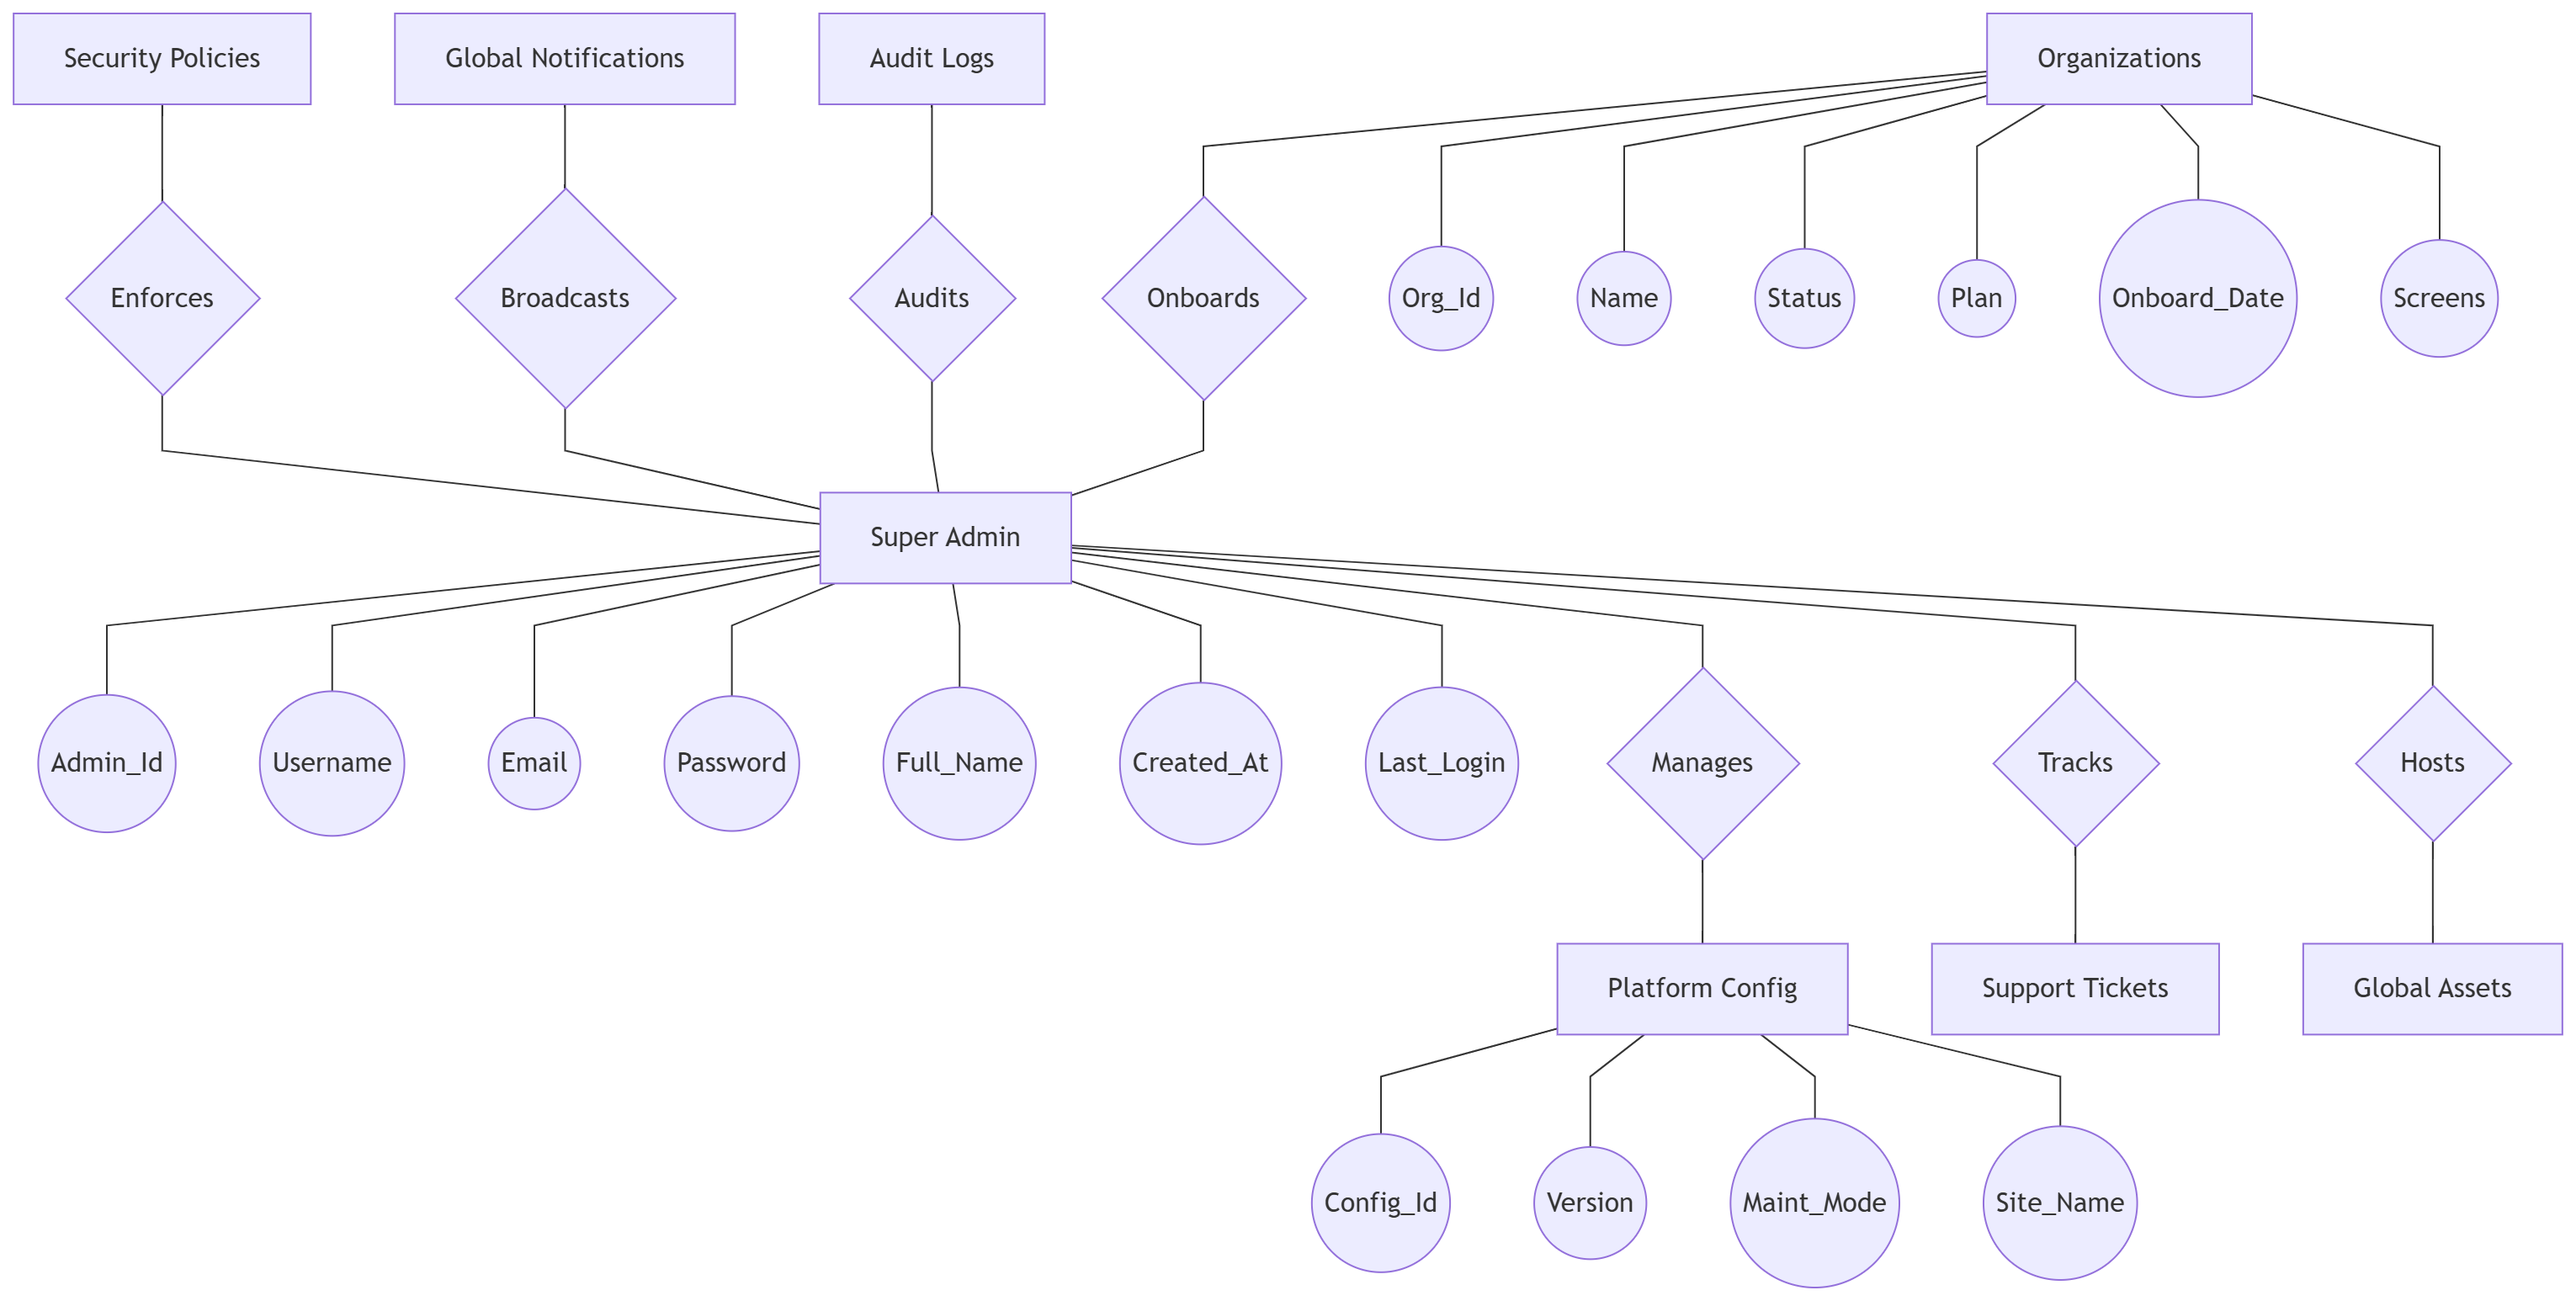 Security Policies
Global Notifications
Audit Logs
Organizations
Enforces
Broadcasts
Audits
Onboards
Org_Id
Name
Status
Plan
Onboard_Date
Screens
Super Admin
Admin_Id
Username
Email
Password
Full_Name
Created_At
Last_Login
Manages
Tracks
Hosts
Platform Config
Support Tickets
Global Assets
Config_Id
Version
Maint_Mode
Site_Name